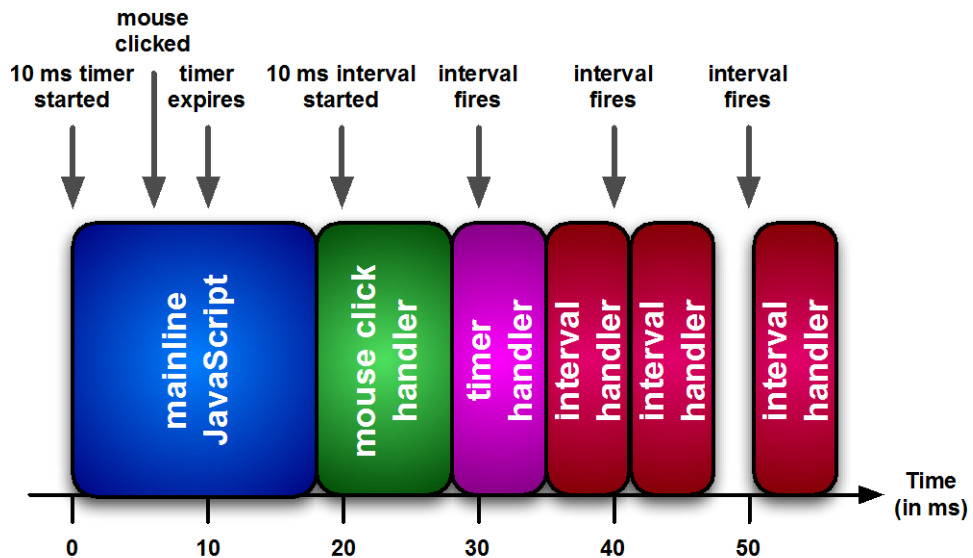 mouse
clicked
10 ms timer
started
timer
expires
10 ms interval
started
interval
fires
interval
fires
interval
fires
mainline
JavaScript
mouse click
handler
timer
handler
interval
handler
interval
handler
interval
handler
Time
(in ms)
0 10 20 30 40 50